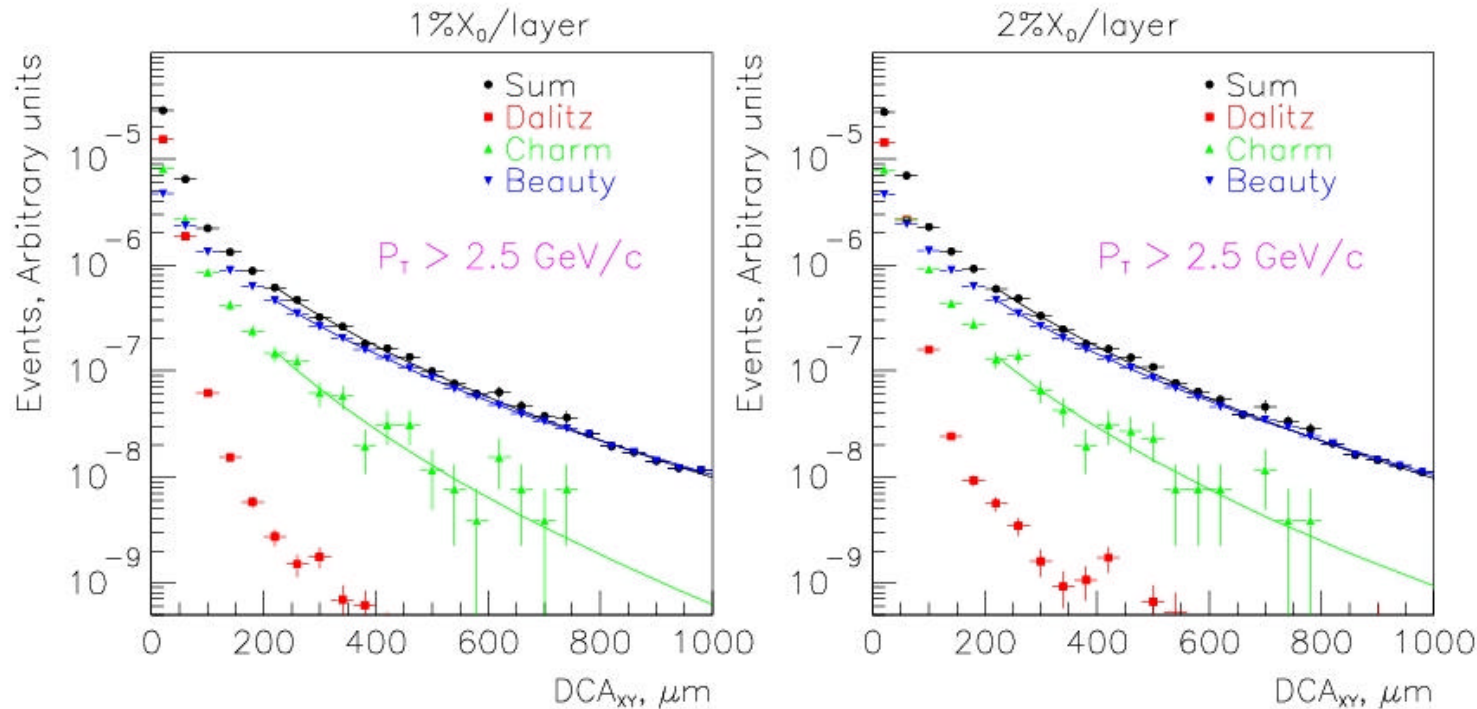 1%X₀/layer
Events, Arbitrary units
Sum
Dalitz
Charm
Beauty
P_T > 2.5 GeV/c
10⁻⁵
10⁻⁶
10⁻⁷
10⁻⁸
10⁻⁹
0 200 400 600 800 1000
DCA_XY, μm
2%X₀/layer
Events, Arbitrary units
Sum
Dalitz
Charm
Beauty
P_T > 2.5 GeV/c
10⁻⁵
10⁻⁶
10⁻⁷
10⁻⁸
10⁻⁹
0 200 400 600 800 1000
DCA_XY, μm